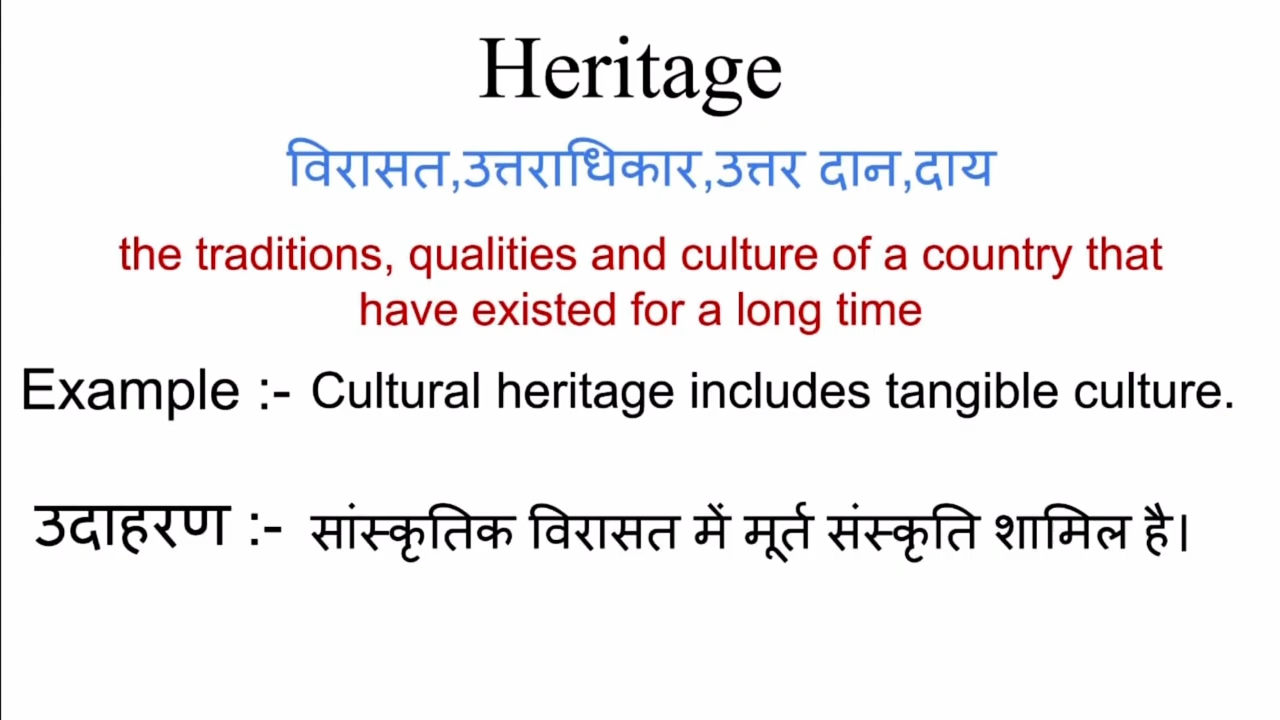 Heritage
विरासत,उत्तराधिकार,उत्तर दान,दाय
the traditions, qualities and culture of a country that
have existed for a long time
Example :- Cultural heritage includes tangible culture.
उदाहरण :- सांस्कृतिक विरासत में मूर्त संस्कृति शामिल है।